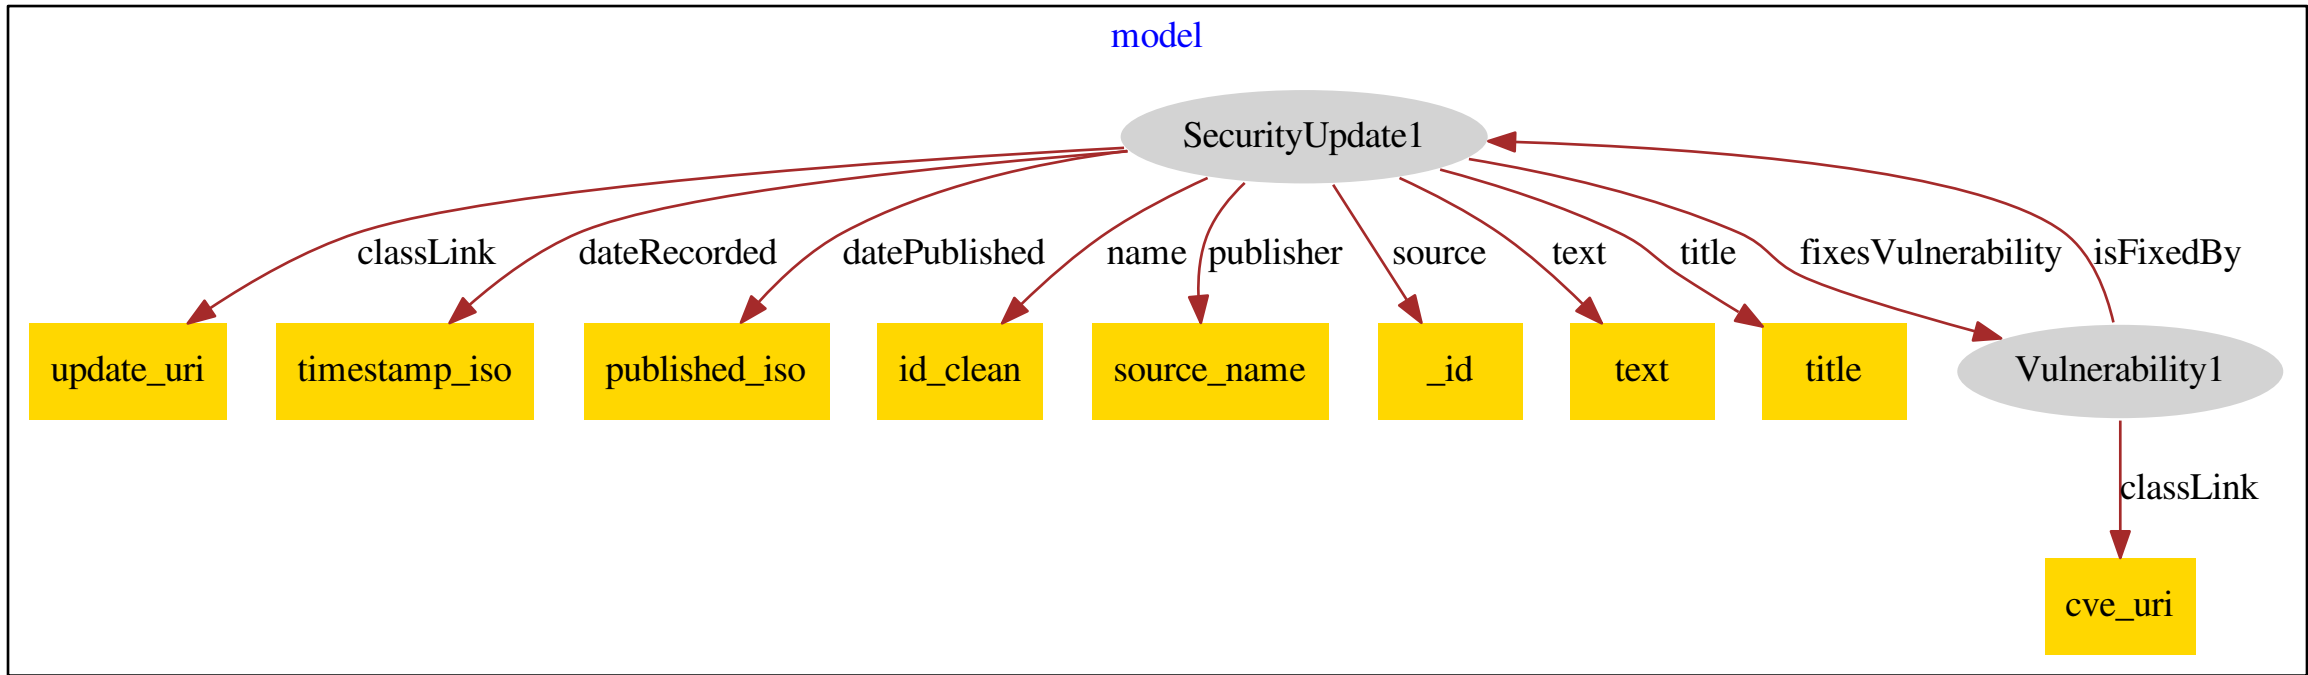 model
SecurityUpdate1
classLink
dateRecorded
datePublished
name
publisher
source
text
title
fixesVulnerability
isFixedBy
update_uri
timestamp_iso
published_iso
id_clean
source_name
_id
text
title
Vulnerability1
classLink
cve_uri